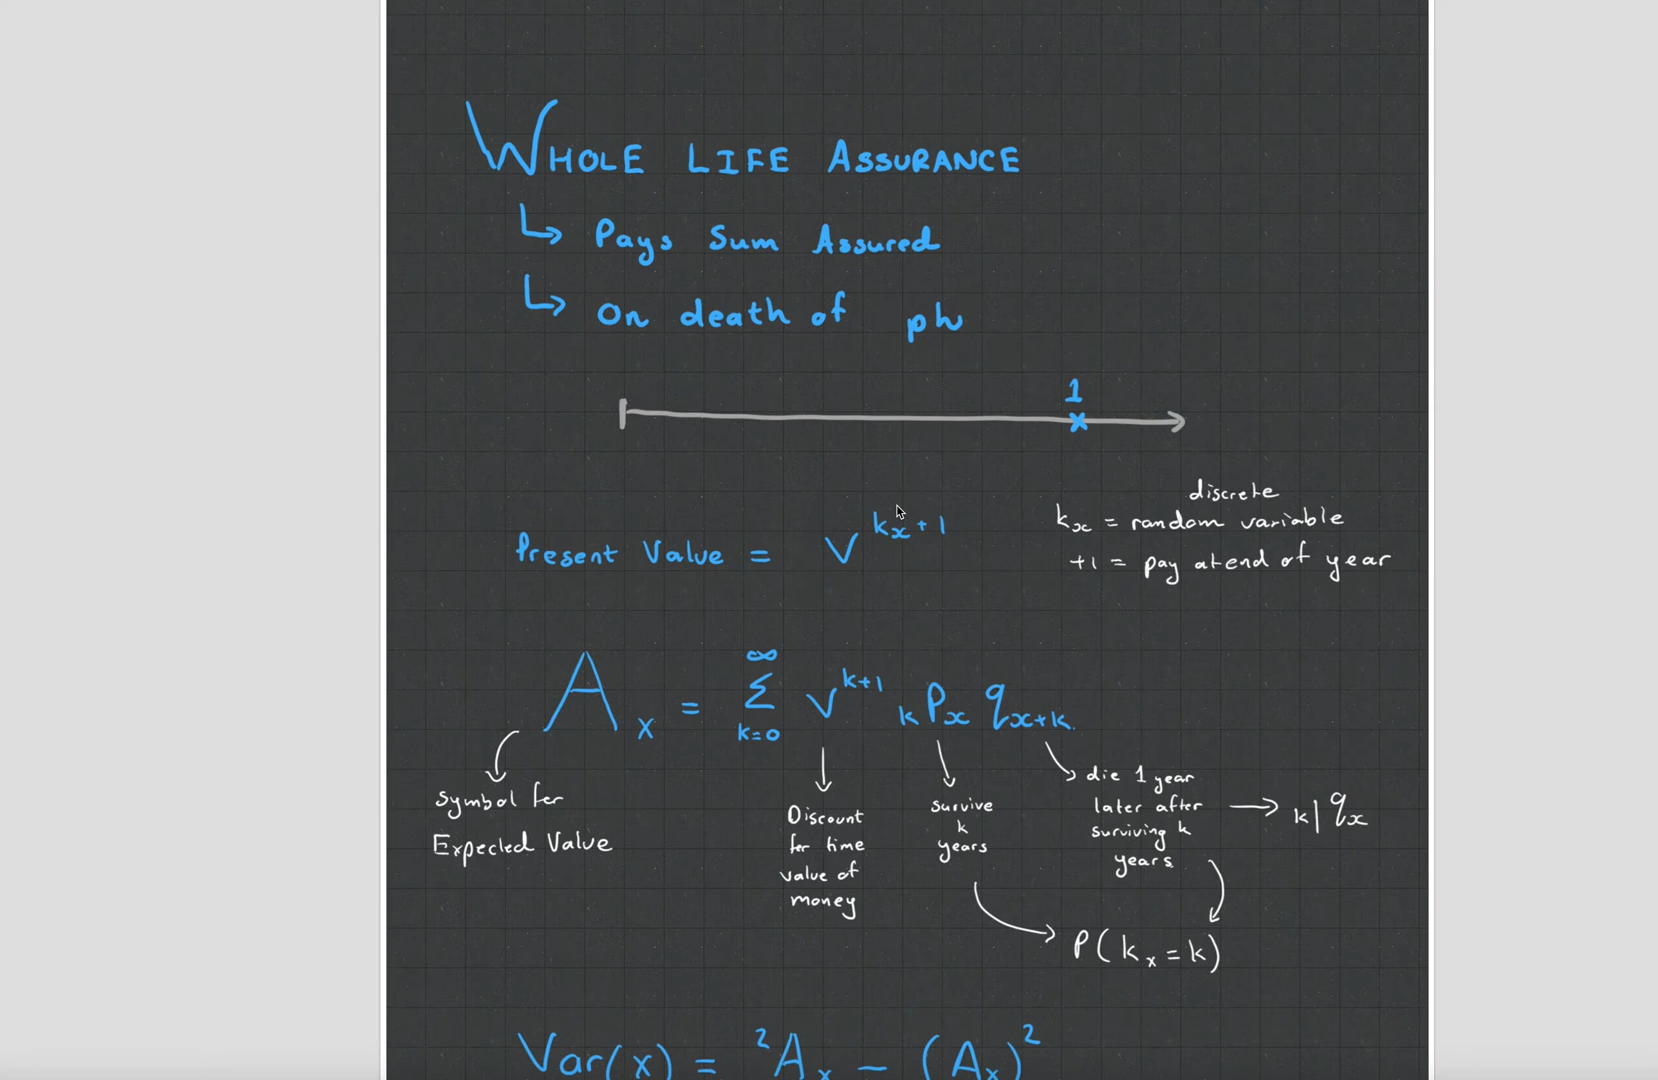 WHOLE LIFE ASSURANCE
↳ Pays Sum Assured
↳ On death of ph
1
x
Present Value = v^(kx+1)
discrete
kx = random variable
+1 = pay at end of year
Ax = ∞ Σ k=0 v^(k+1) kPx qx+k
Symbol for
Expected Value
Discount
for time
value of
money
Survive
k
years
die 1 year
later after
surviving k
years
k|qx
P(kx=k)
Var(x) = ²Ax − (Ax)²